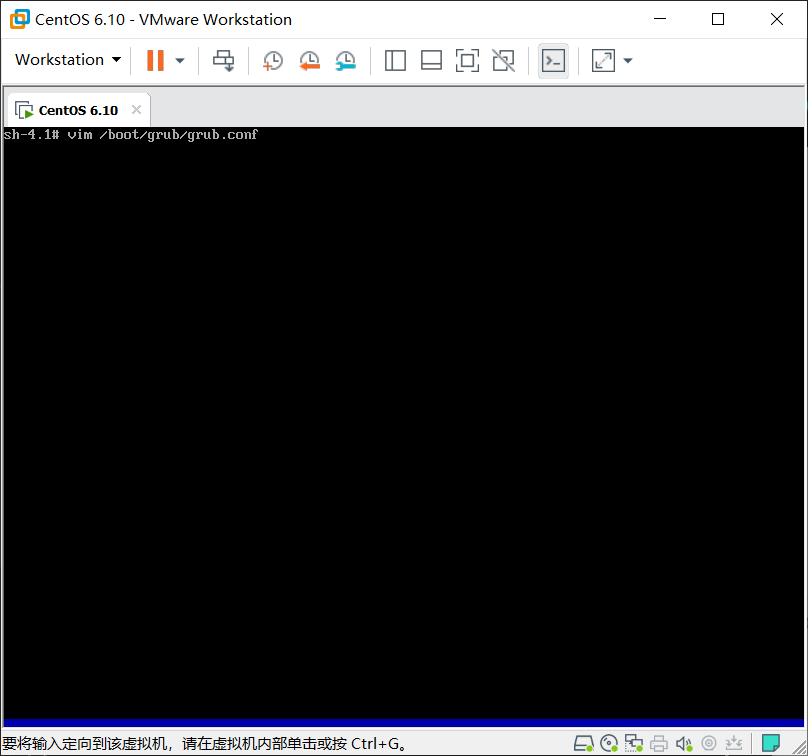 CentOS 6.10 - VMware Workstation
Workstation
CentOS 6.10
sh-4.1# vim /boot/grub/grub.conf
要将输入定向到该虚拟机，请在虚拟机内部单击或按 Ctrl+G。